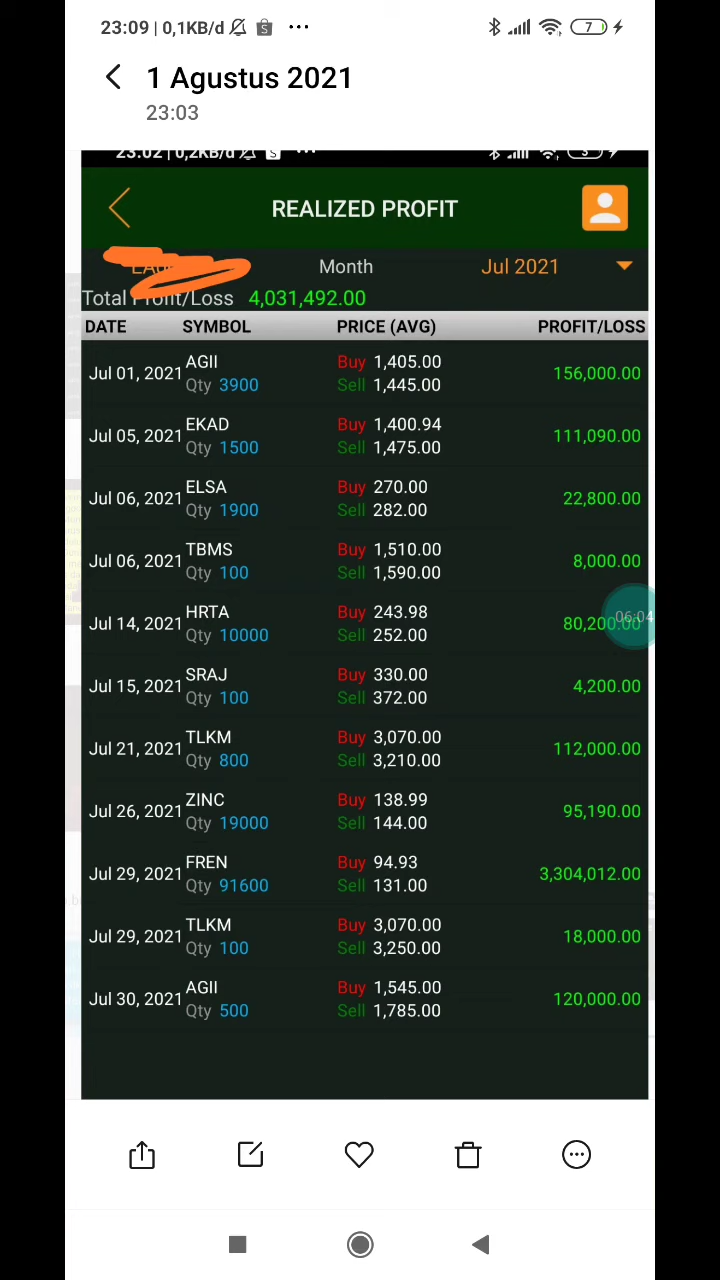 23:09 | 0,1KB/d S ... 7
1 Agustus 2021
23:03
23.02 | 0,2KB/d S ...
REALIZED PROFIT
Month Jul 2021
Total Profit/Loss 4,031,492.00
DATE SYMBOL PRICE (AVG) PROFIT/LOSS
Jul 01, 2021 AGII Buy 1,405.00 156,000.00
Qty 3900 Sell 1,445.00
Jul 05, 2021 EKAD Buy 1,400.94 111,090.00
Qty 1500 Sell 1,475.00
Jul 06, 2021 ELSA Buy 270.00 22,800.00
Qty 1900 Sell 282.00
Jul 06, 2021 TBMS Buy 1,510.00 8,000.00
Qty 100 Sell 1,590.00
Jul 14, 2021 HRTA Buy 243.98 80,200.00
Qty 10000 Sell 252.00
06:04
Jul 15, 2021 SRAJ Buy 330.00 4,200.00
Qty 100 Sell 372.00
Jul 21, 2021 TLKM Buy 3,070.00 112,000.00
Qty 800 Sell 3,210.00
Jul 26, 2021 ZINC Buy 138.99 95,190.00
Qty 19000 Sell 144.00
Jul 29, 2021 FREN Buy 94.93 3,304,012.00
Qty 91600 Sell 131.00
Jul 29, 2021 TLKM Buy 3,070.00 18,000.00
Qty 100 Sell 3,250.00
Jul 30, 2021 AGII Buy 1,545.00 120,000.00
Qty 500 Sell 1,785.00